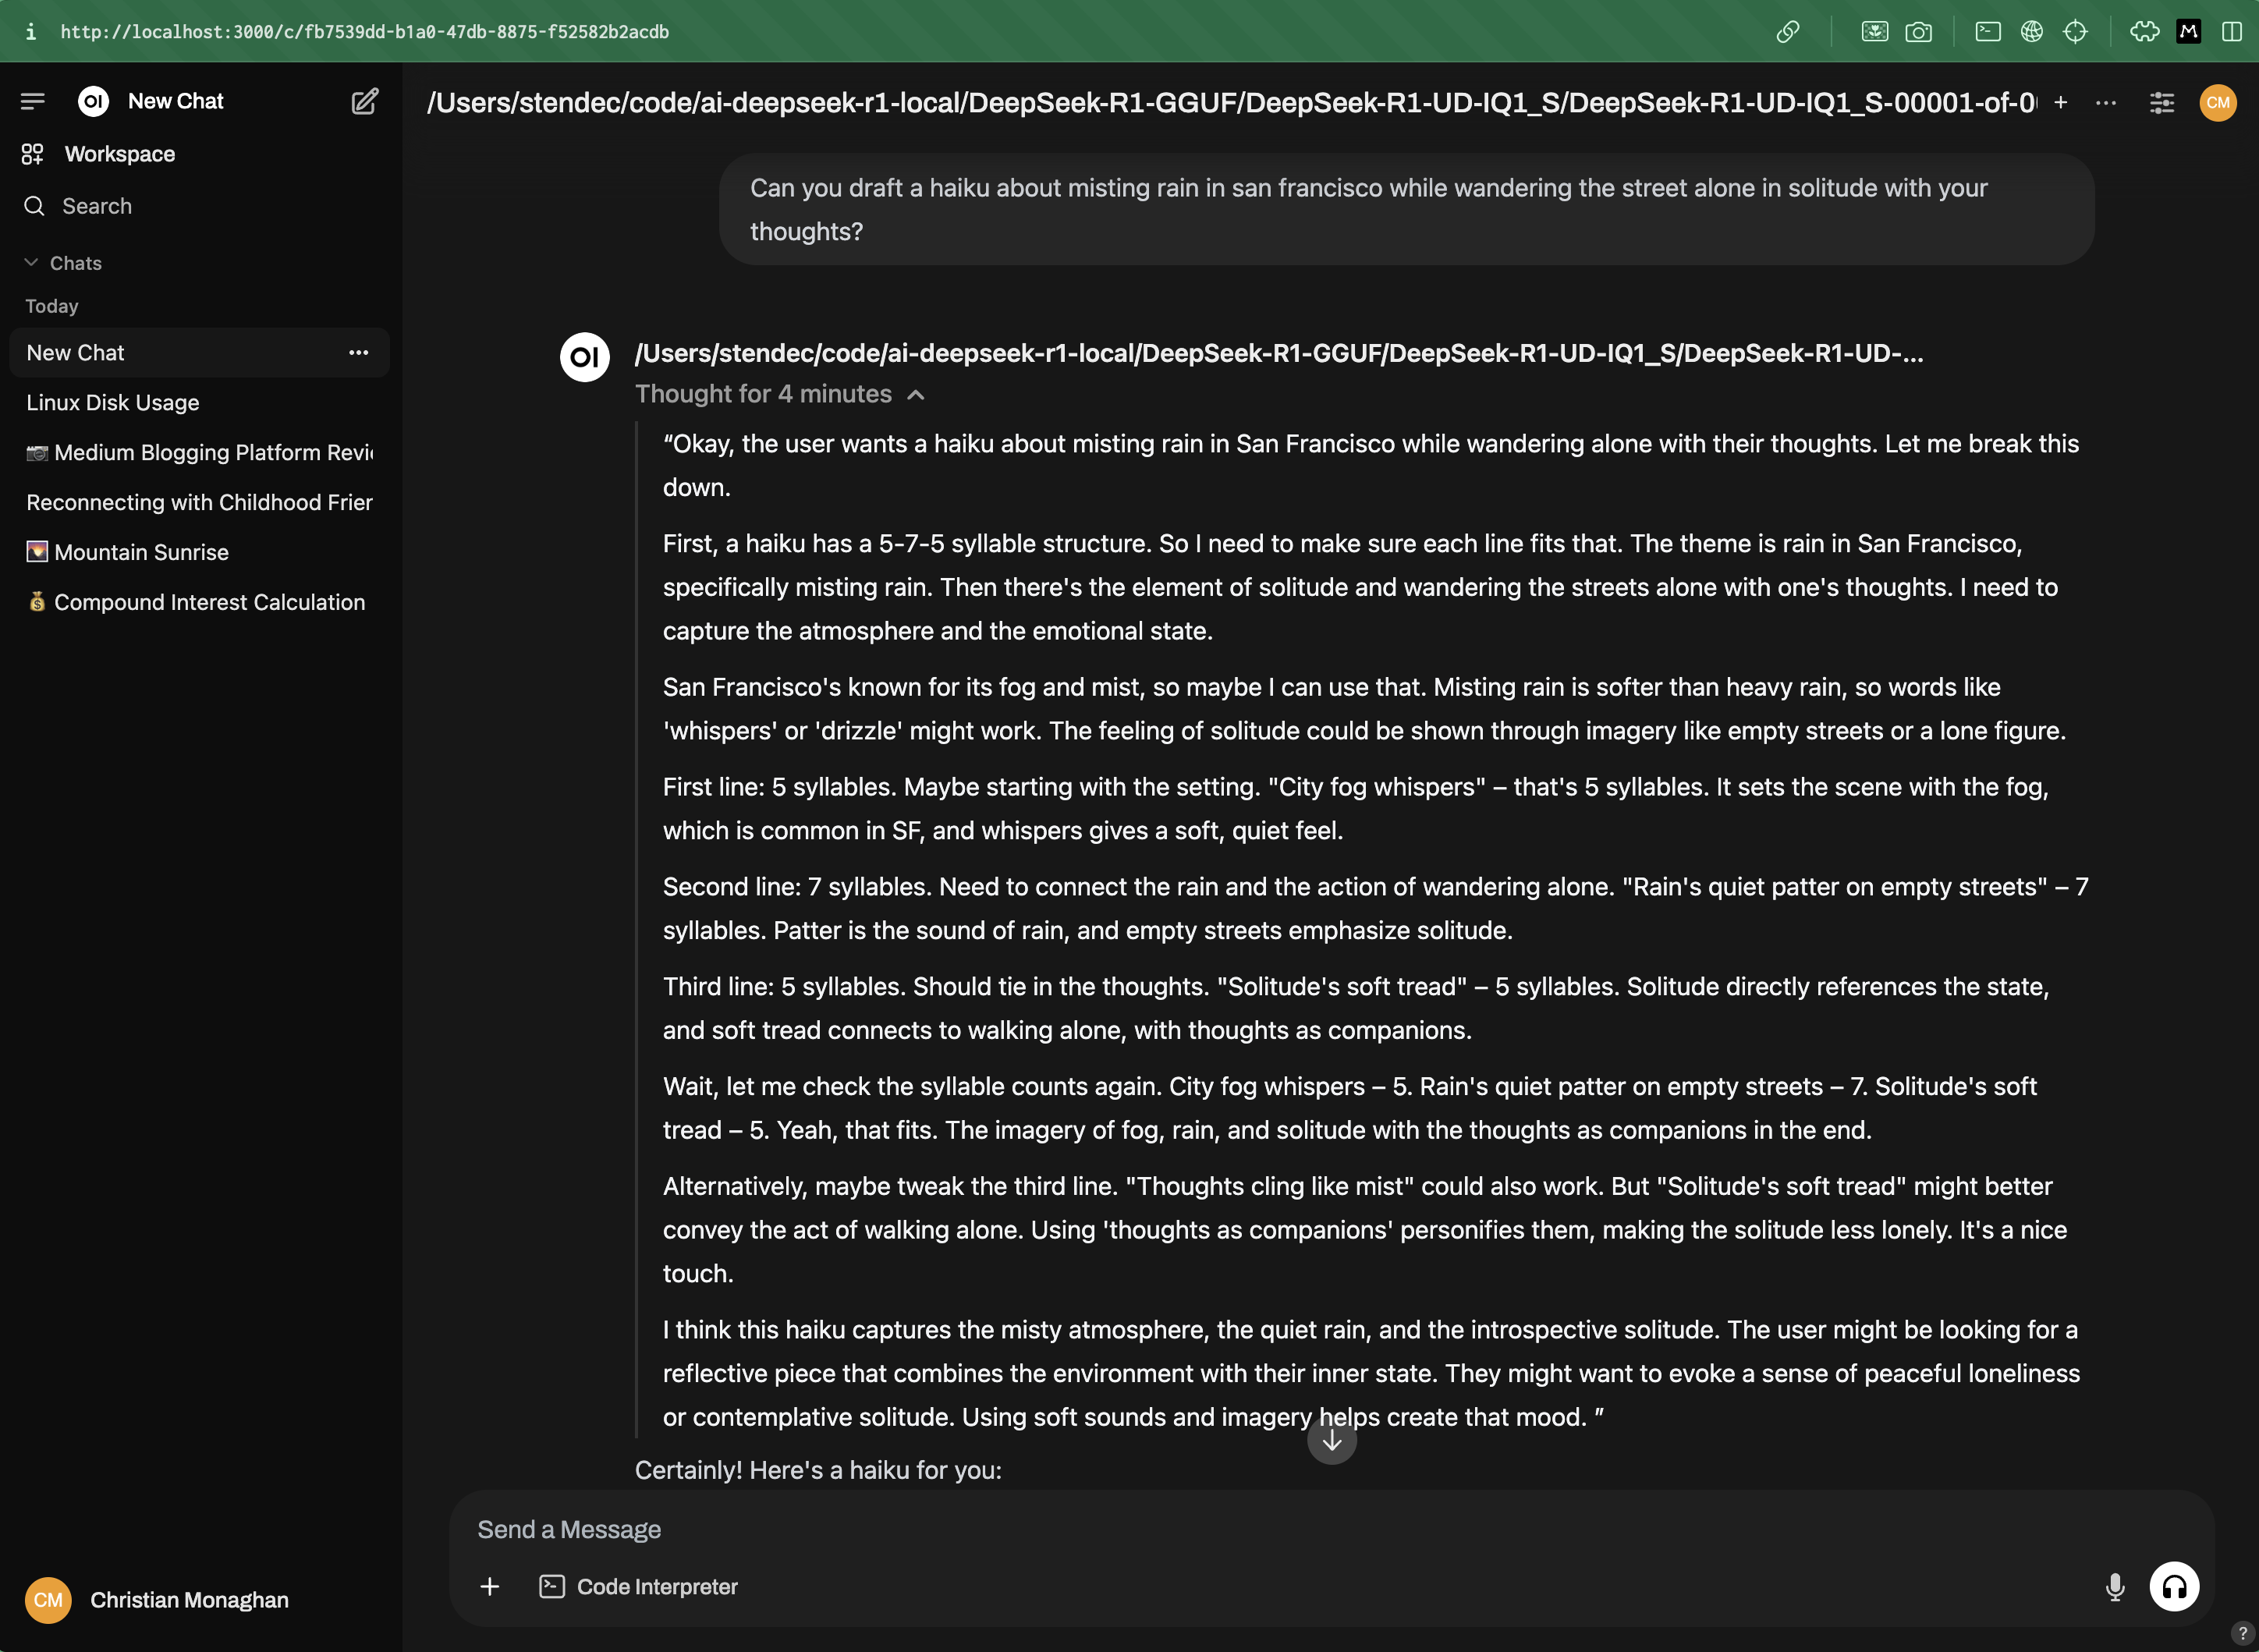 i http://localhost:3000/c/fb7539dd-b1a0-47db-8875-f52582b2acdb
OI New Chat
Workspace
Search
Chats
Today
New Chat
Linux Disk Usage
Medium Blogging Platform Revi
Reconnecting with Childhood Frier
Mountain Sunrise
Compound Interest Calculation
CM Christian Monaghan
/Users/stendec/code/ai-deepseek-r1-local/DeepSeek-R1-GGUF/DeepSeek-R1-UD-IQ1_S/DeepSeek-R1-UD-IQ1_S-00001-of-0
CM
Can you draft a haiku about misting rain in san francisco while wandering the street alone in solitude with your
thoughts?
OI /Users/stendec/code/ai-deepseek-r1-local/DeepSeek-R1-GGUF/DeepSeek-R1-UD-IQ1_S/DeepSeek-R1-UD-...
Thought for 4 minutes
“Okay, the user wants a haiku about misting rain in San Francisco while wandering alone with their thoughts. Let me break this
down.
First, a haiku has a 5-7-5 syllable structure. So I need to make sure each line fits that. The theme is rain in San Francisco,
specifically misting rain. Then there's the element of solitude and wandering the streets alone with one's thoughts. I need to
capture the atmosphere and the emotional state.
San Francisco's known for its fog and mist, so maybe I can use that. Misting rain is softer than heavy rain, so words like
'whispers' or 'drizzle' might work. The feeling of solitude could be shown through imagery like empty streets or a lone figure.
First line: 5 syllables. Maybe starting with the setting. "City fog whispers" – that's 5 syllables. It sets the scene with the fog,
which is common in SF, and whispers gives a soft, quiet feel.
Second line: 7 syllables. Need to connect the rain and the action of wandering alone. "Rain's quiet patter on empty streets" – 7
syllables. Patter is the sound of rain, and empty streets emphasize solitude.
Third line: 5 syllables. Should tie in the thoughts. "Solitude's soft tread" – 5 syllables. Solitude directly references the state,
and soft tread connects to walking alone, with thoughts as companions.
Wait, let me check the syllable counts again. City fog whispers – 5. Rain's quiet patter on empty streets – 7. Solitude's soft
tread – 5. Yeah, that fits. The imagery of fog, rain, and solitude with the thoughts as companions in the end.
Alternatively, maybe tweak the third line. "Thoughts cling like mist" could also work. But "Solitude's soft tread" might better
convey the act of walking alone. Using 'thoughts as companions' personifies them, making the solitude less lonely. It's a nice
touch.
I think this haiku captures the misty atmosphere, the quiet rain, and the introspective solitude. The user might be looking for a
reflective piece that combines the environment with their inner state. They might want to evoke a sense of peaceful loneliness
or contemplative solitude. Using soft sounds and imagery helps create that mood. ”
Certainly! Here's a haiku for you:
Send a Message
Code Interpreter
?